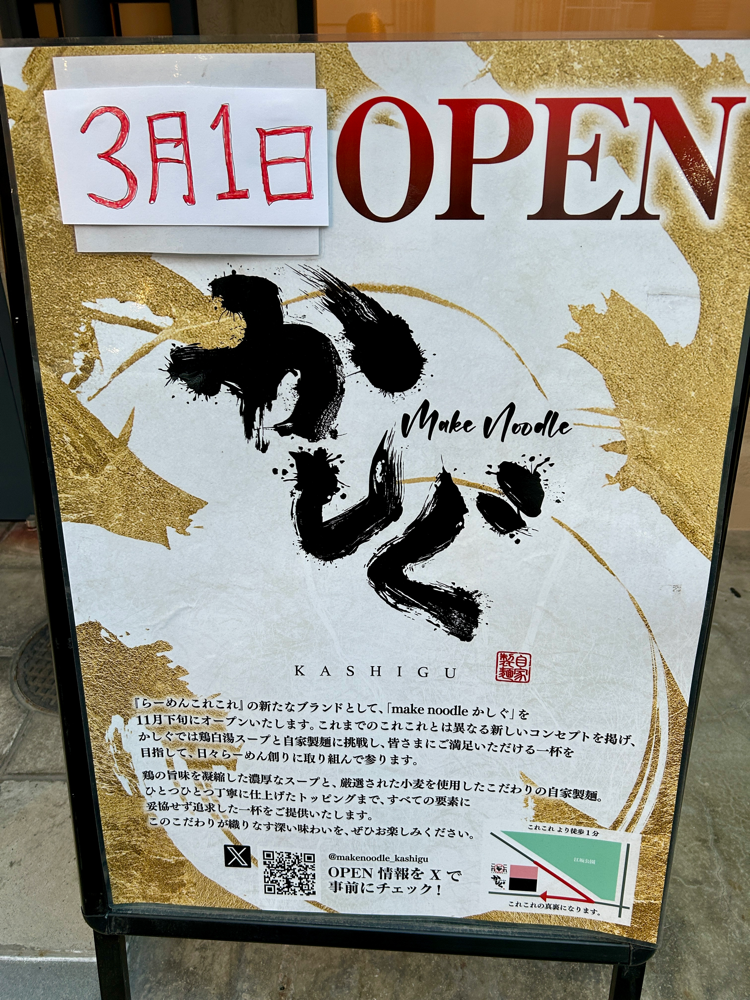 3月1日 OPEN
かしぐ
Make Noodle
KASHIGU
自家製麺
『らーめんこれこれ』の新たなブランドとして、「make noodle かしぐ」を
11月下旬にオープンいたします。これまでのこれこれとは異なる新しいコンセプトを掲げ、
かしぐでは鶏白湯スープと自家製麺に挑戦し、皆さまにご満足いただける一杯を
目指して、日々らーめん創りに取り組んで参ります。
鶏の旨味を凝縮した濃厚なスープと、厳選された小麦を使用したこだわりの自家製麺。
ひとつひとつ丁寧に仕上げたトッピングまで、すべての要素に
妥協せず追求した一杯をご提供いたします。
このこだわりが織りなす深い味わいを、ぜひお楽しみください。
@makenoodle_kashigu
OPEN 情報を X で
事前にチェック！
これこれ より徒歩1分
かしぐ
これこれの真裏になります。